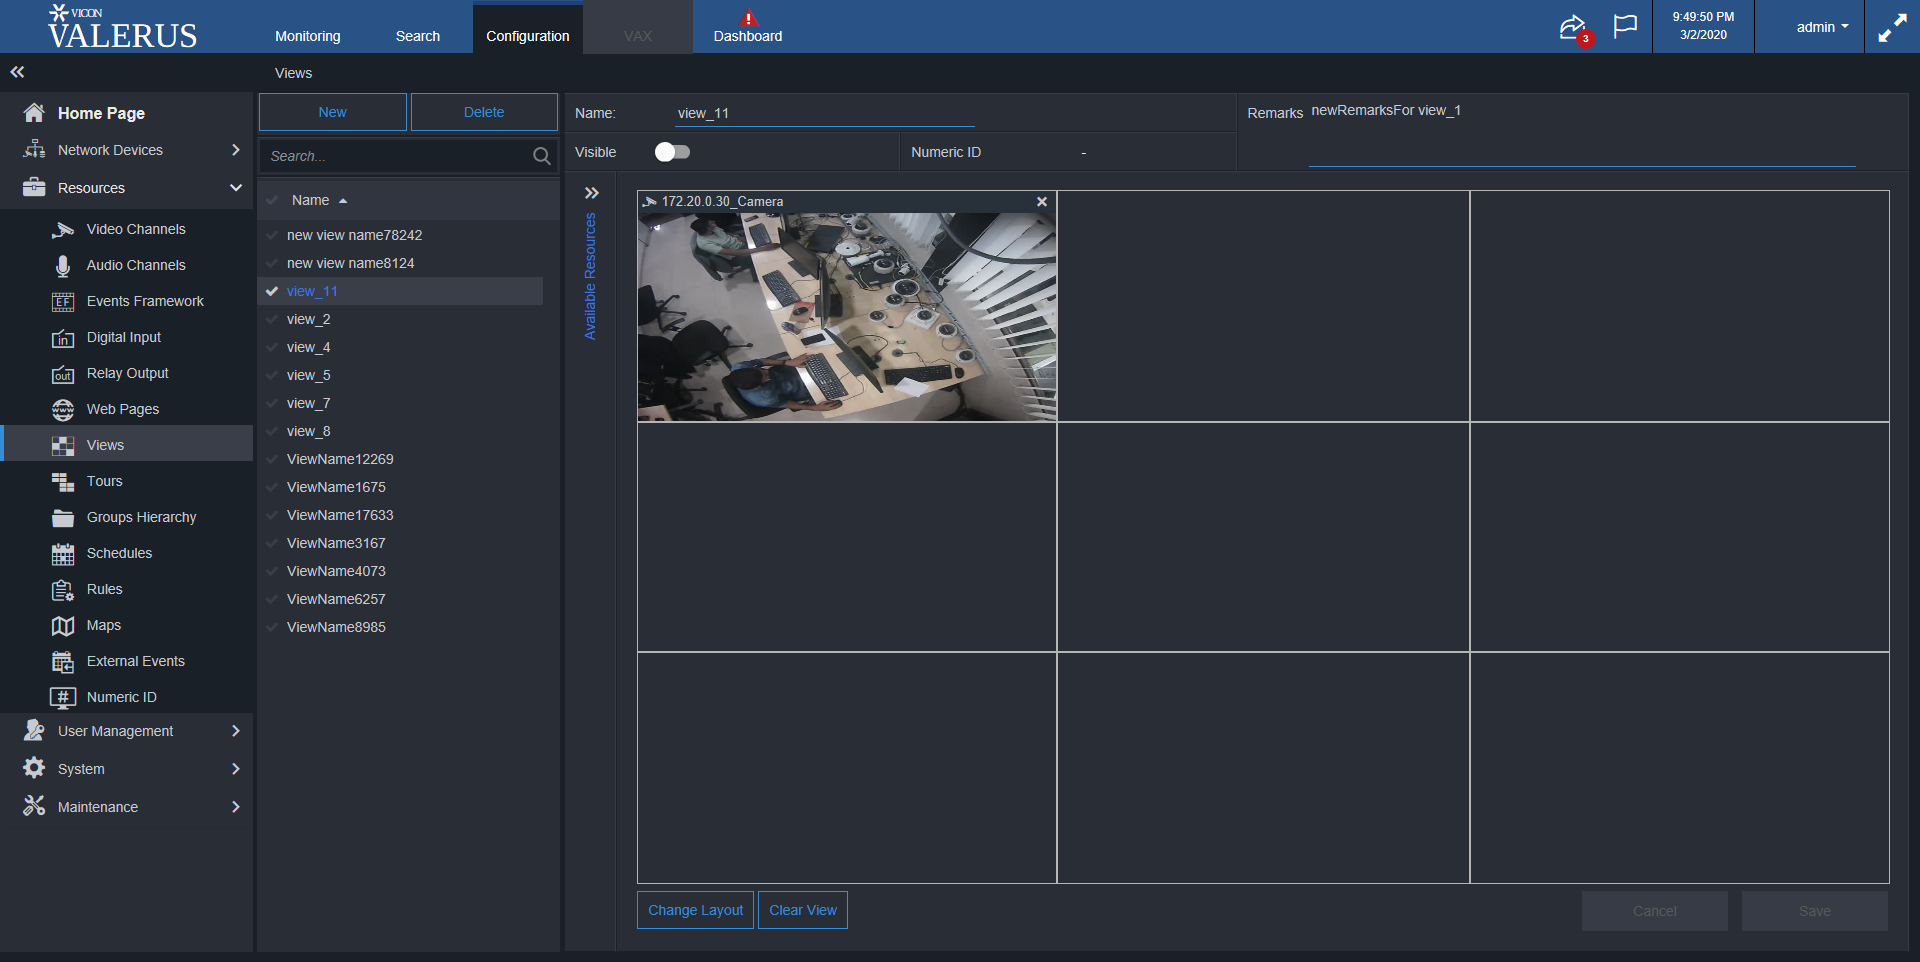 VICON
VALERUS
Monitoring
Search
Configuration
VAX
Dashboard
3
9:49:50 PM
3/2/2020
admin
Views
Home Page
Network Devices
Resources
Video Channels
Audio Channels
EF Events Framework
in Digital Input
out Relay Output
www Web Pages
Views
Tours
Groups Hierarchy
Schedules
Rules
Maps
External Events
# Numeric ID
User Management
System
Maintenance
New
Delete
Search...
Name
new view name78242
new view name8124
view_11
view_2
view_4
view_5
view_7
view_8
ViewName12269
ViewName1675
ViewName17633
ViewName3167
ViewName4073
ViewName6257
ViewName8985
Name: view_11
Remarks newRemarksFor view_1
Visible
Numeric ID -
Available Resources
172.20.0.30_Camera
Change Layout
Clear View
Cancel
Save